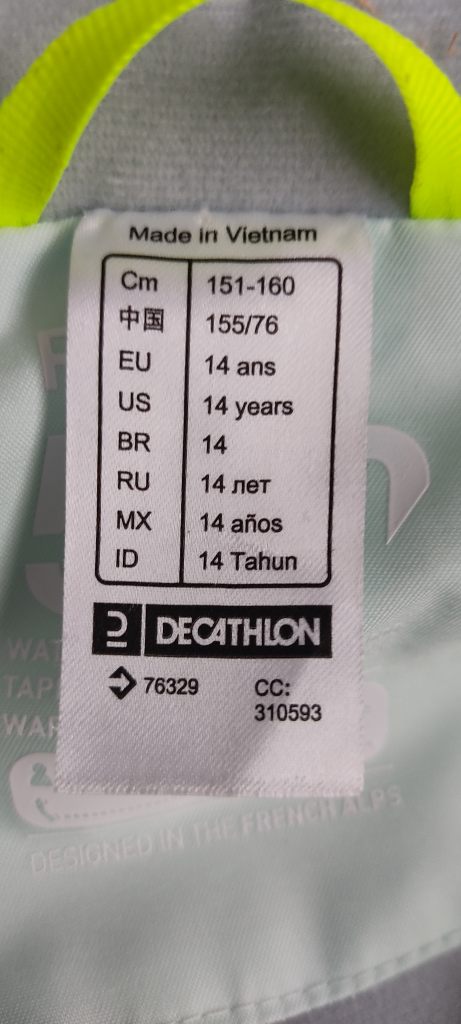 Made in Vietnam
Cm 151-160
中国 155/76
EU 14 ans
US 14 years
BR 14
RU 14 лет
MX 14 años
ID 14 Tahun
DECATHLON
76329 CC:
310593
DESIGNED IN THE FRENCH ALPS